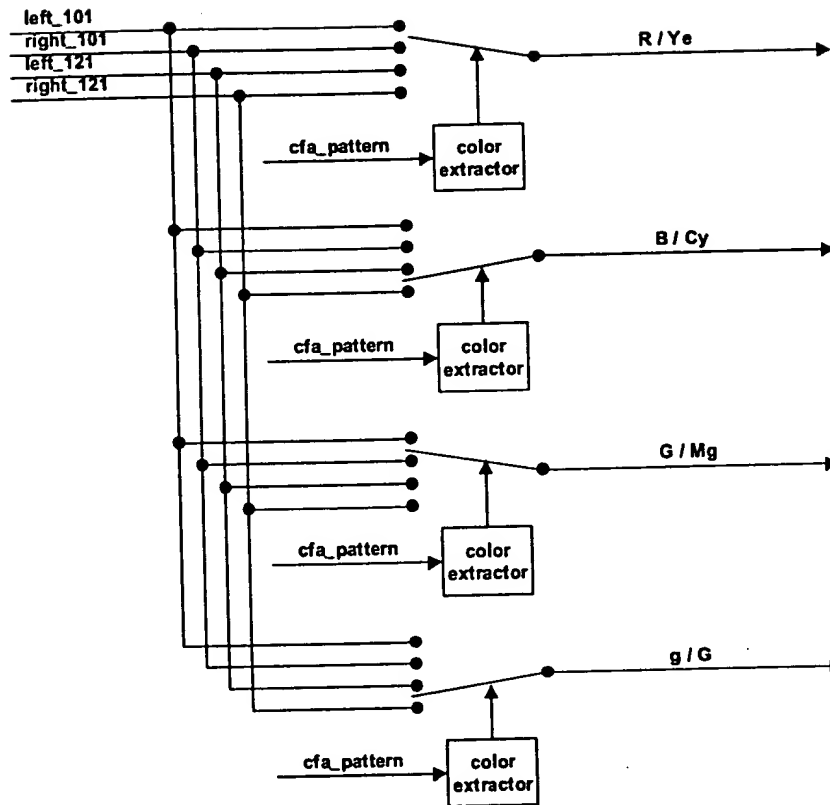 left_101
right_101
left_121
right_121
R / Ye
cfa_pattern
color
extractor
B / Cy
cfa_pattern
color
extractor
G / Mg
cfa_pattern
color
extractor
g / G
cfa_pattern
color
extractor